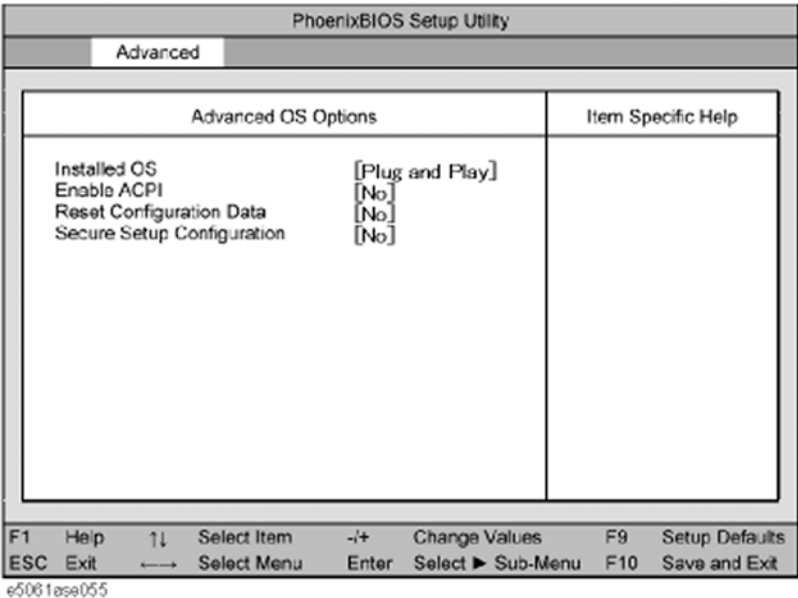 PhoenixBIOS Setup Utility
Advanced
Advanced OS Options
Item Specific Help
Installed OS [Plug and Play]
Enable ACPI [No]
Reset Configuration Data [No]
Secure Setup Configuration [No]
F1 Help ↑↓ Select Item -/+ Change Values F9 Setup Defaults
ESC Exit ←→ Select Menu Enter Select ▶ Sub-Menu F10 Save and Exit
e5061ase055